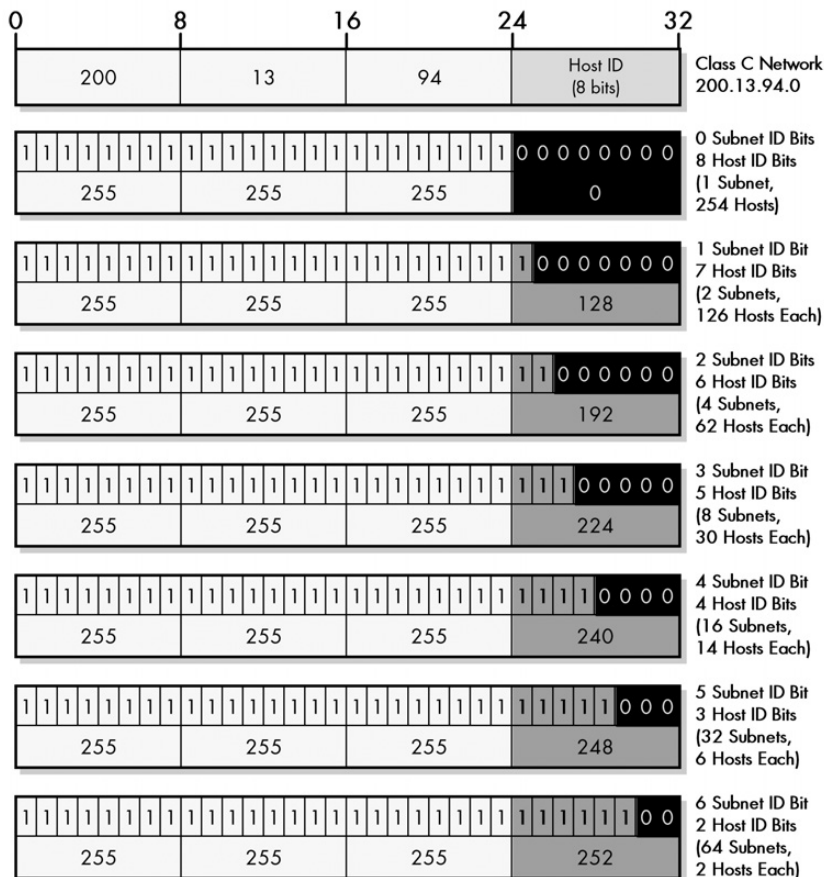 0 8 16 24 32
200 13 94 Host ID
(8 bits)
Class C Network
200.13.94.0
1 1 1 1 1 1 1 1 1 1 1 1 1 1 1 1 1 1 1 1 1 1 1 1 0 0 0 0 0 0 0 0
255 255 255 0
0 Subnet ID Bits
8 Host ID Bits
(1 Subnet,
254 Hosts)
1 1 1 1 1 1 1 1 1 1 1 1 1 1 1 1 1 1 1 1 1 1 1 1 1 0 0 0 0 0 0 0
255 255 255 128
1 Subnet ID Bit
7 Host ID Bits
(2 Subnets,
126 Hosts Each)
1 1 1 1 1 1 1 1 1 1 1 1 1 1 1 1 1 1 1 1 1 1 1 1 1 1 0 0 0 0 0 0
255 255 255 192
2 Subnet ID Bits
6 Host ID Bits
(4 Subnets,
62 Hosts Each)
1 1 1 1 1 1 1 1 1 1 1 1 1 1 1 1 1 1 1 1 1 1 1 1 1 1 1 0 0 0 0 0
255 255 255 224
3 Subnet ID Bit
5 Host ID Bits
(8 Subnets,
30 Hosts Each)
1 1 1 1 1 1 1 1 1 1 1 1 1 1 1 1 1 1 1 1 1 1 1 1 1 1 1 1 0 0 0 0
255 255 255 240
4 Subnet ID Bit
4 Host ID Bits
(16 Subnets,
14 Hosts Each)
1 1 1 1 1 1 1 1 1 1 1 1 1 1 1 1 1 1 1 1 1 1 1 1 1 1 1 1 1 0 0 0
255 255 255 248
5 Subnet ID Bit
3 Host ID Bits
(32 Subnets,
6 Hosts Each)
1 1 1 1 1 1 1 1 1 1 1 1 1 1 1 1 1 1 1 1 1 1 1 1 1 1 1 1 1 1 0 0
255 255 255 252
6 Subnet ID Bit
2 Host ID Bits
(64 Subnets,
2 Hosts Each)